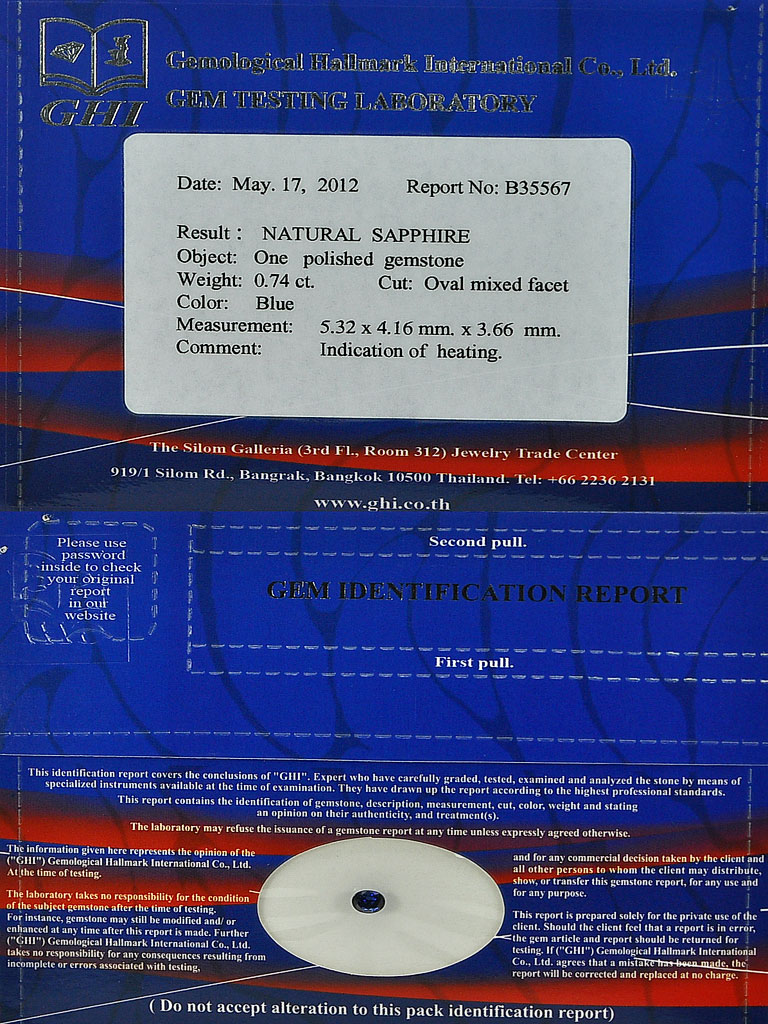 Gemological Hallmark International Co., Ltd.
GHI
GEM TESTING LABORATORY
Date: May. 17, 2012 Report No: B35567
Result : NATURAL SAPPHIRE
Object: One polished gemstone
Weight: 0.74 ct. Cut: Oval mixed facet
Color: Blue
Measurement: 5.32 x 4.16 mm. x 3.66 mm.
Comment: Indication of heating.
The Silom Galleria (3rd Fl., Room 312) Jewelry Trade Center
919/1 Silom Rd., Bangrak, Bangkok 10500 Thailand. Tel: +66 2236 2131
www.ghi.co.th
Please use
password
inside to check
your original
report
in our
website
Second pull.
GEM IDENTIFICATION REPORT
First pull.
This identification report covers the conclusions of "GHI". Expert who have carefully graded, tested, examined and analyzed the stone by means of
specialized instruments available at the time of examination. They have drawn up the report according to the highest professional standards.
This report contains the identification of gemstone, description, measurement, cut, color, weight and stating
an opinion on their authenticity, and treatment(s).
The laboratory may refuse the issuance of a gemstone report at any time unless expressly agreed otherwise.
The information given here represents the opinion of the
("GHI") Gemological Hallmark International Co., Ltd.
At the time of testing.
The laboratory takes no responsibility for the condition
of the subject gemstone after the time of testing.
For instance, gemstone may still be modified and/ or
enhanced at any time after this report is made. Further
("GHI") Gemological Hallmark International Co., Ltd.
takes no responsibility for any consequences resulting from
incomplete or errors associated with testing,
and for any commercial decision taken by the client and
all other persons to whom the client may distribute,
show, or transfer this gemstone report, for any use and
for any purpose.
This report is prepared solely for the private use of the
client. Should the client feel that a report is in error,
the gem article and report should be returned for
testing. If ("GHI") Gemological Hallmark International
Co., Ltd. agrees that a mistake has been made, the
report will be corrected and replaced at no charge.
( Do not accept alteration to this pack identification report)